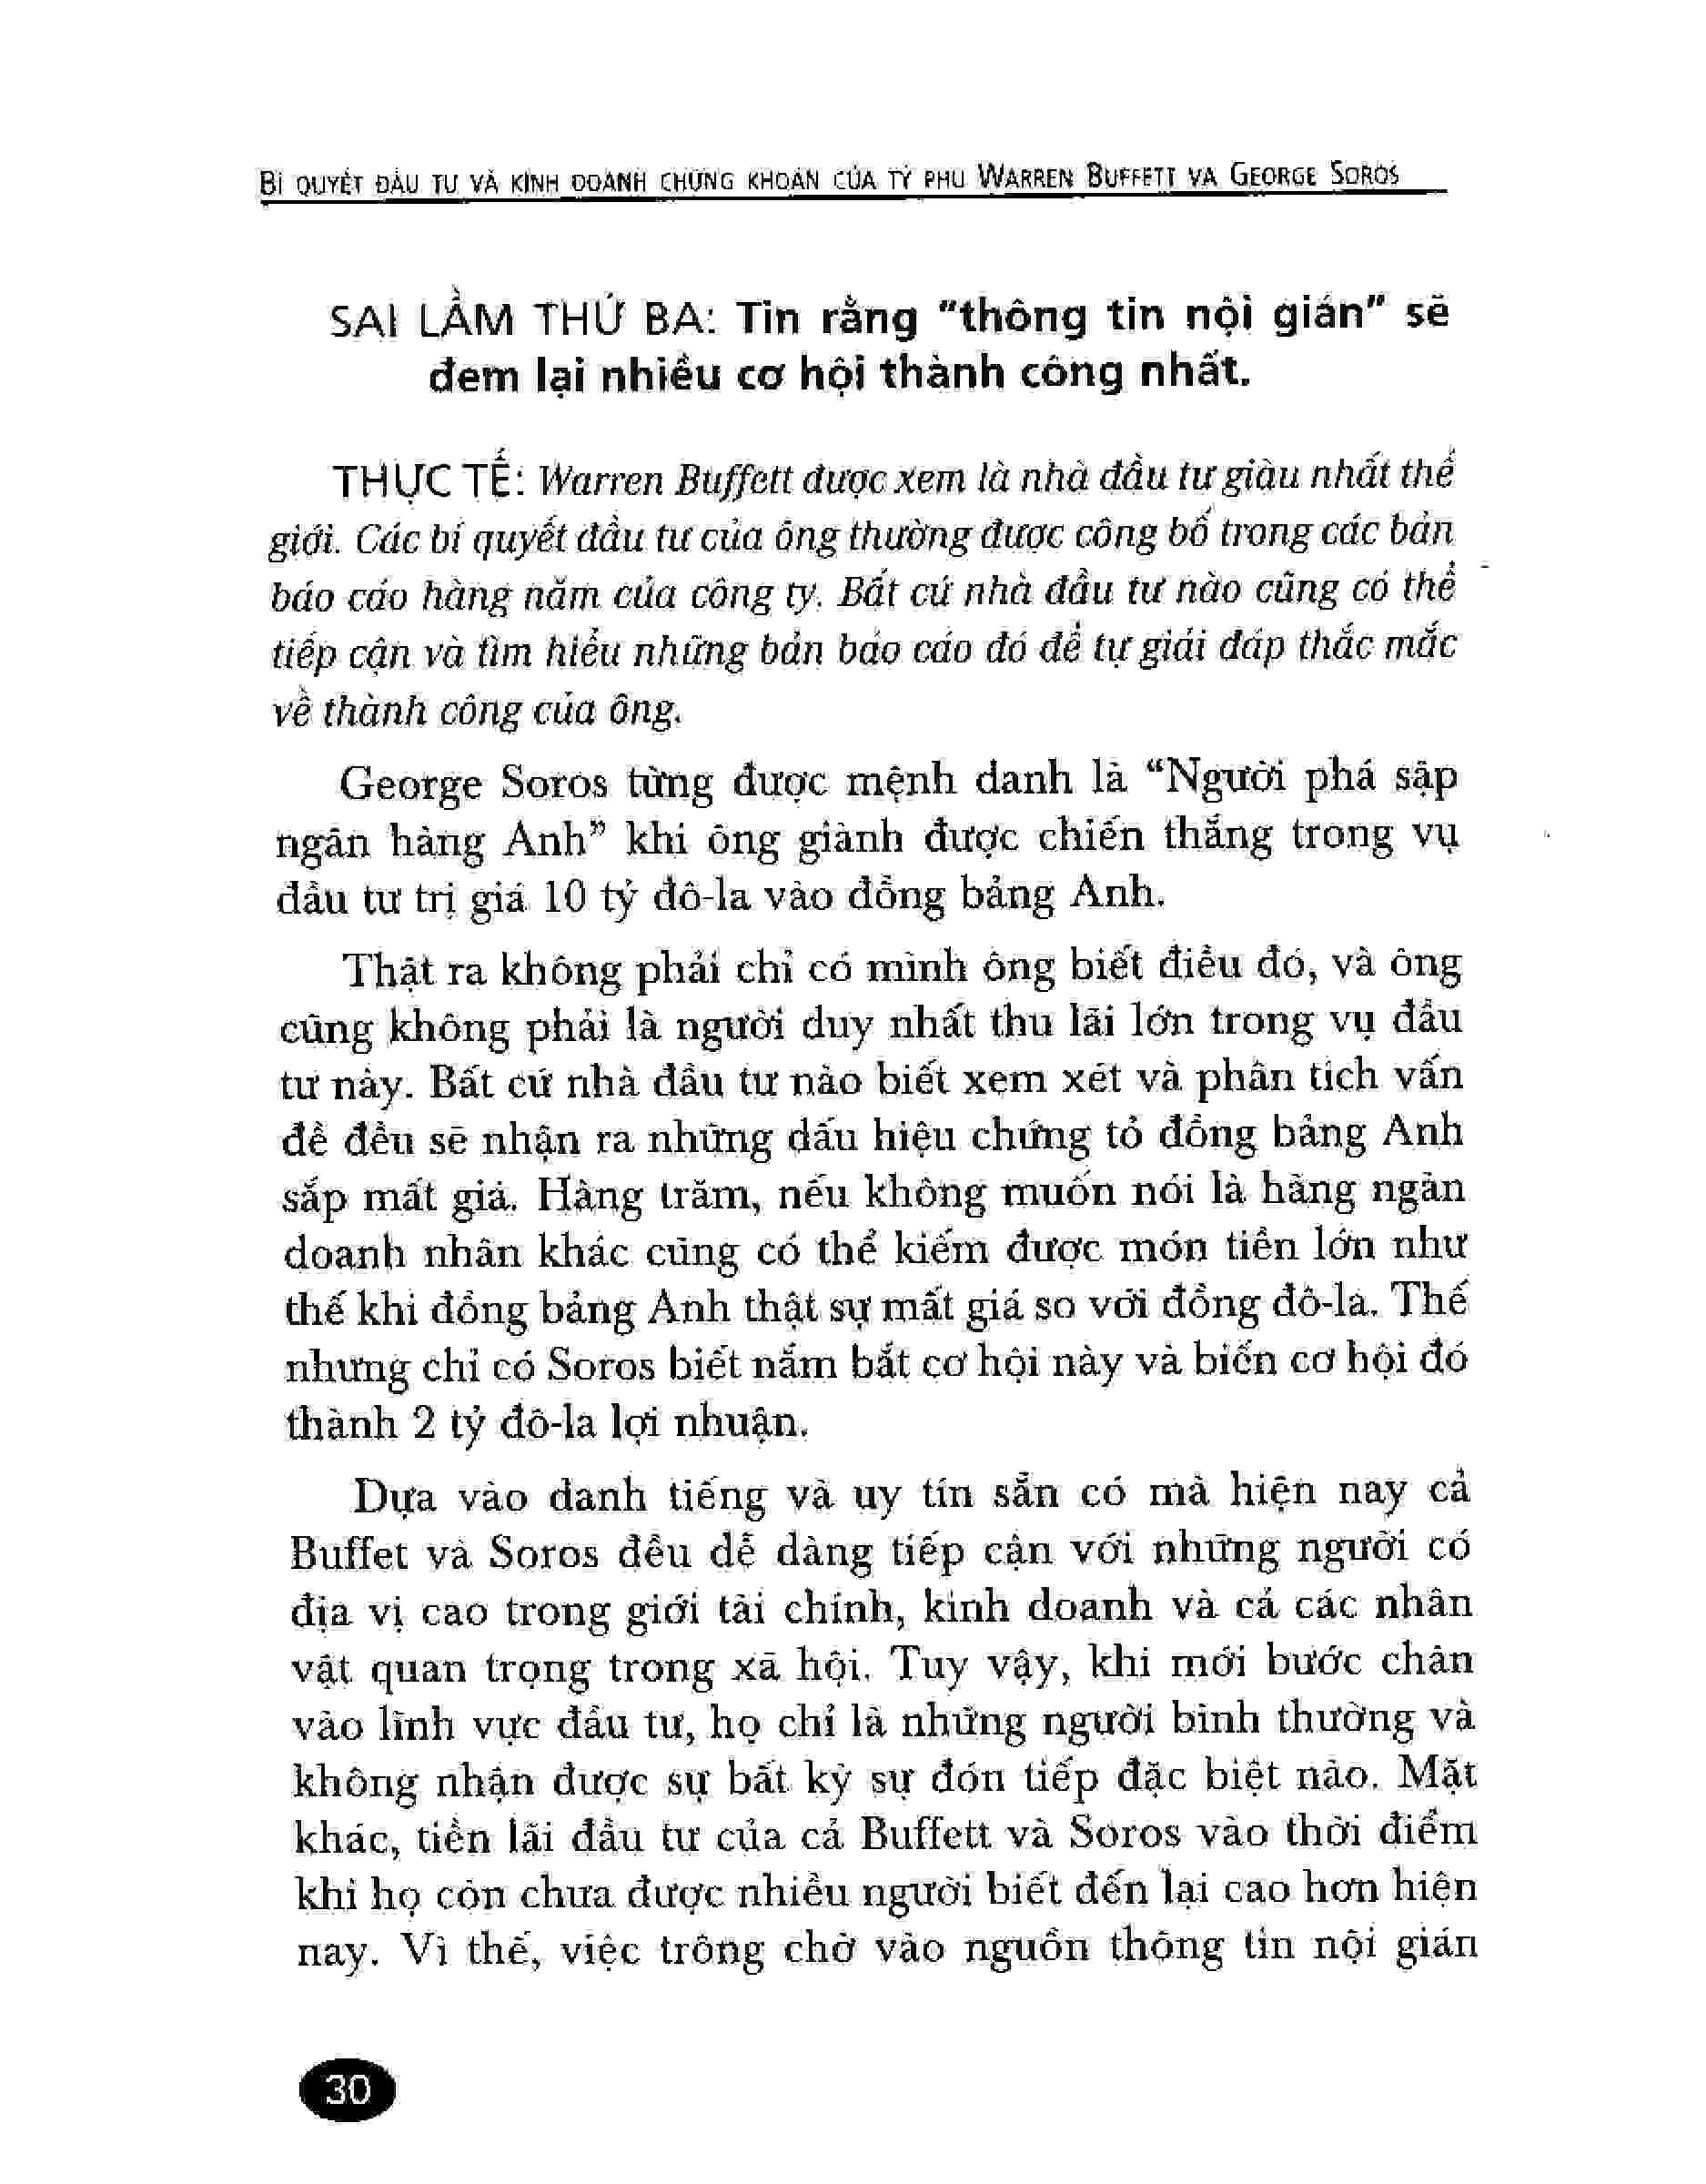 BÍ QUYẾT ĐẦU TƯ VÀ KINH DOANH CHỨNG KHOÁN CỦA TỶ PHÚ WARREN BUFFETT VÀ GEORGE SOROS
SAI LẦM THỨ BA: Tin rằng "thông tin nội gián" sẽ
đem lại nhiều cơ hội thành công nhất.
THỰC TẾ: Warren Buffett được xem là nhà đầu tư giàu nhất thế
giới. Các bí quyết đầu tư của ông thường được công bố trong các bản
báo cáo hàng năm của công ty. Bất cứ nhà đầu tư nào cũng có thể
tiếp cận và tìm hiểu những bản báo cáo đó để tự giải đáp thắc mắc
về thành công của ông.
George Soros từng được mệnh danh là “Người phá sập
ngân hàng Anh” khi ông giành được chiến thắng trong vụ
đầu tư trị giá 10 tỷ đô-la vào đồng bảng Anh.
Thật ra không phải chỉ có mình ông biết điều đó, và ông
cũng không phải là người duy nhất thu lãi lớn trong vụ đầu
tư này. Bất cứ nhà đầu tư nào biết xem xét và phân tích vấn
đề đều sẽ nhận ra những dấu hiệu chứng tỏ đồng bảng Anh
sắp mất giá. Hàng trăm, nếu không muốn nói là hàng ngàn
doanh nhân khác cũng có thể kiếm được món tiền lớn như
thế khi đồng bảng Anh thật sự mất giá so với đồng đô-la. Thế
nhưng chỉ có Soros biết nắm bắt cơ hội này và biến cơ hội đó
thành 2 tỷ đô-la lợi nhuận.
Dựa vào danh tiếng và uy tín sẵn có mà hiện nay cả
Buffet và Soros đều dễ dàng tiếp cận với những người có
địa vị cao trong giới tài chính, kinh doanh và cả các nhân
vật quan trọng trong xã hội. Tuy vậy, khi mới bước chân
vào lĩnh vực đầu tư, họ chỉ là những người bình thường và
không nhận được sự bất kỳ sự đón tiếp đặc biệt nào. Mặt
khác, tiền lãi đầu tư của cả Buffett và Soros vào thời điểm
khi họ còn chưa được nhiều người biết đến lại cao hơn hiện
nay. Vì thế, việc trông chờ vào nguồn thông tin nội gián
30